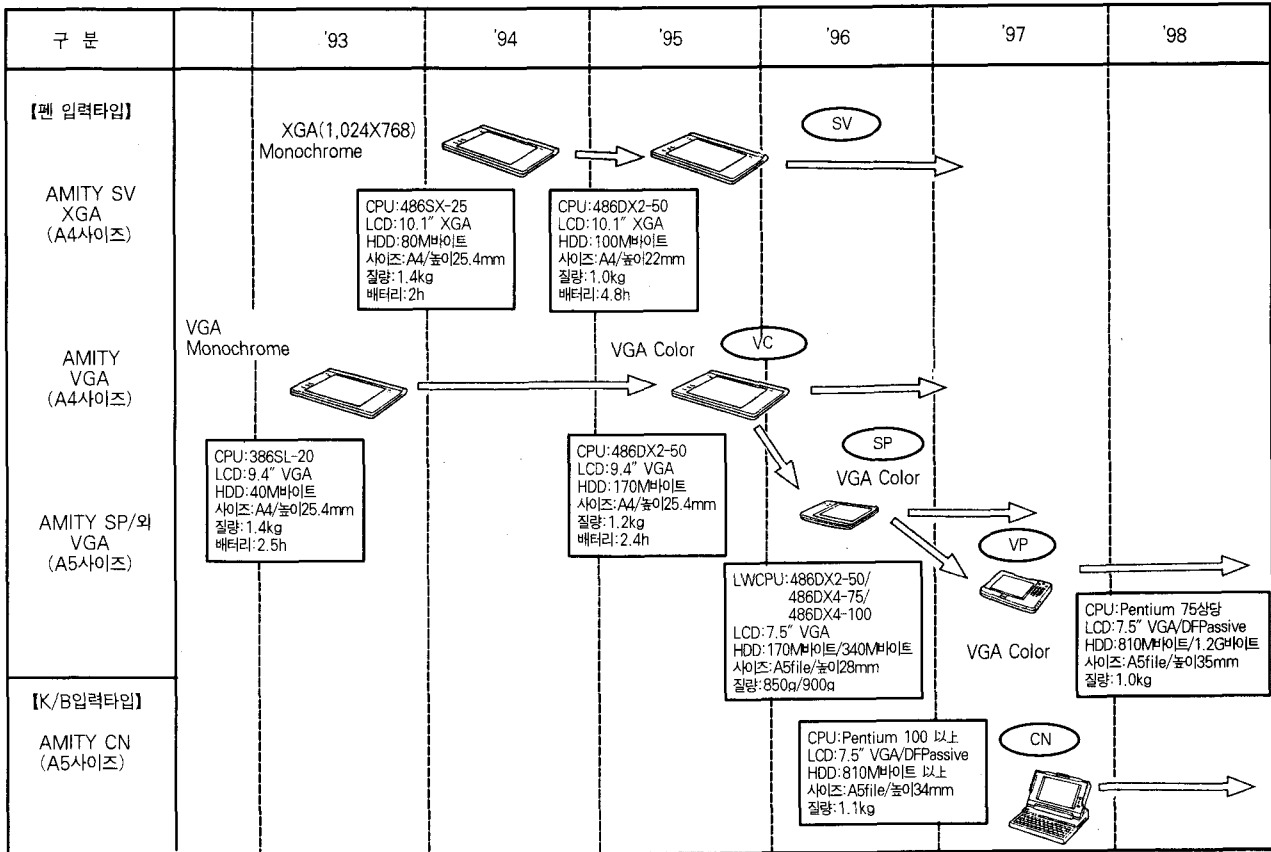 구 분
'93
'94
'95
'96
'97
'98
【펜 입력타입】
XGA(1,024X768)
Monochrome
SV
AMITY SV
XGA
(A4사이즈)
CPU:486SX-25
LCD:10.1″ XGA
HDD:80M바이트
사이즈:A4/높이25.4mm
질량:1.4kg
배터리:2h
CPU:486DX2-50
LCD:10.1″ XGA
HDD:100M바이트
사이즈:A4/높이22mm
질량:1.0kg
배터리:4.8h
VGA
Monochrome
VGA Color
VC
AMITY
VGA
(A4사이즈)
CPU:386SL-20
LCD:9.4″ VGA
HDD:40M바이트
사이즈:A4/높이25.4mm
질량:1.4kg
배터리:2.5h
CPU:486DX2-50
LCD:9.4″ VGA
HDD:170M바이트
사이즈:A4/높이25.4mm
질량:1.2kg
배터리:2.4h
SP
VGA Color
AMITY SP/외
VGA
(A5사이즈)
VP
LWCPU:486DX2-50/
486DX4-75/
486DX4-100
LCD:7.5″ VGA
HDD:170M바이트/340M바이트
사이즈:A5file/높이28mm
질량:850g/900g
VGA Color
CPU:Pentium 75상당
LCD:7.5″ VGA/DFPassive
HDD:810M바이트/1.2G바이트
사이즈:A5file/높이35mm
질량:1.0kg
【K/B입력타입】
AMITY CN
(A5사이즈)
CPU:Pentium 100 以上
LCD:7.5″ VGA/DFPassive
HDD:810M바이트 以上
사이즈:A5file/높이34mm
질량:1.1kg
CN